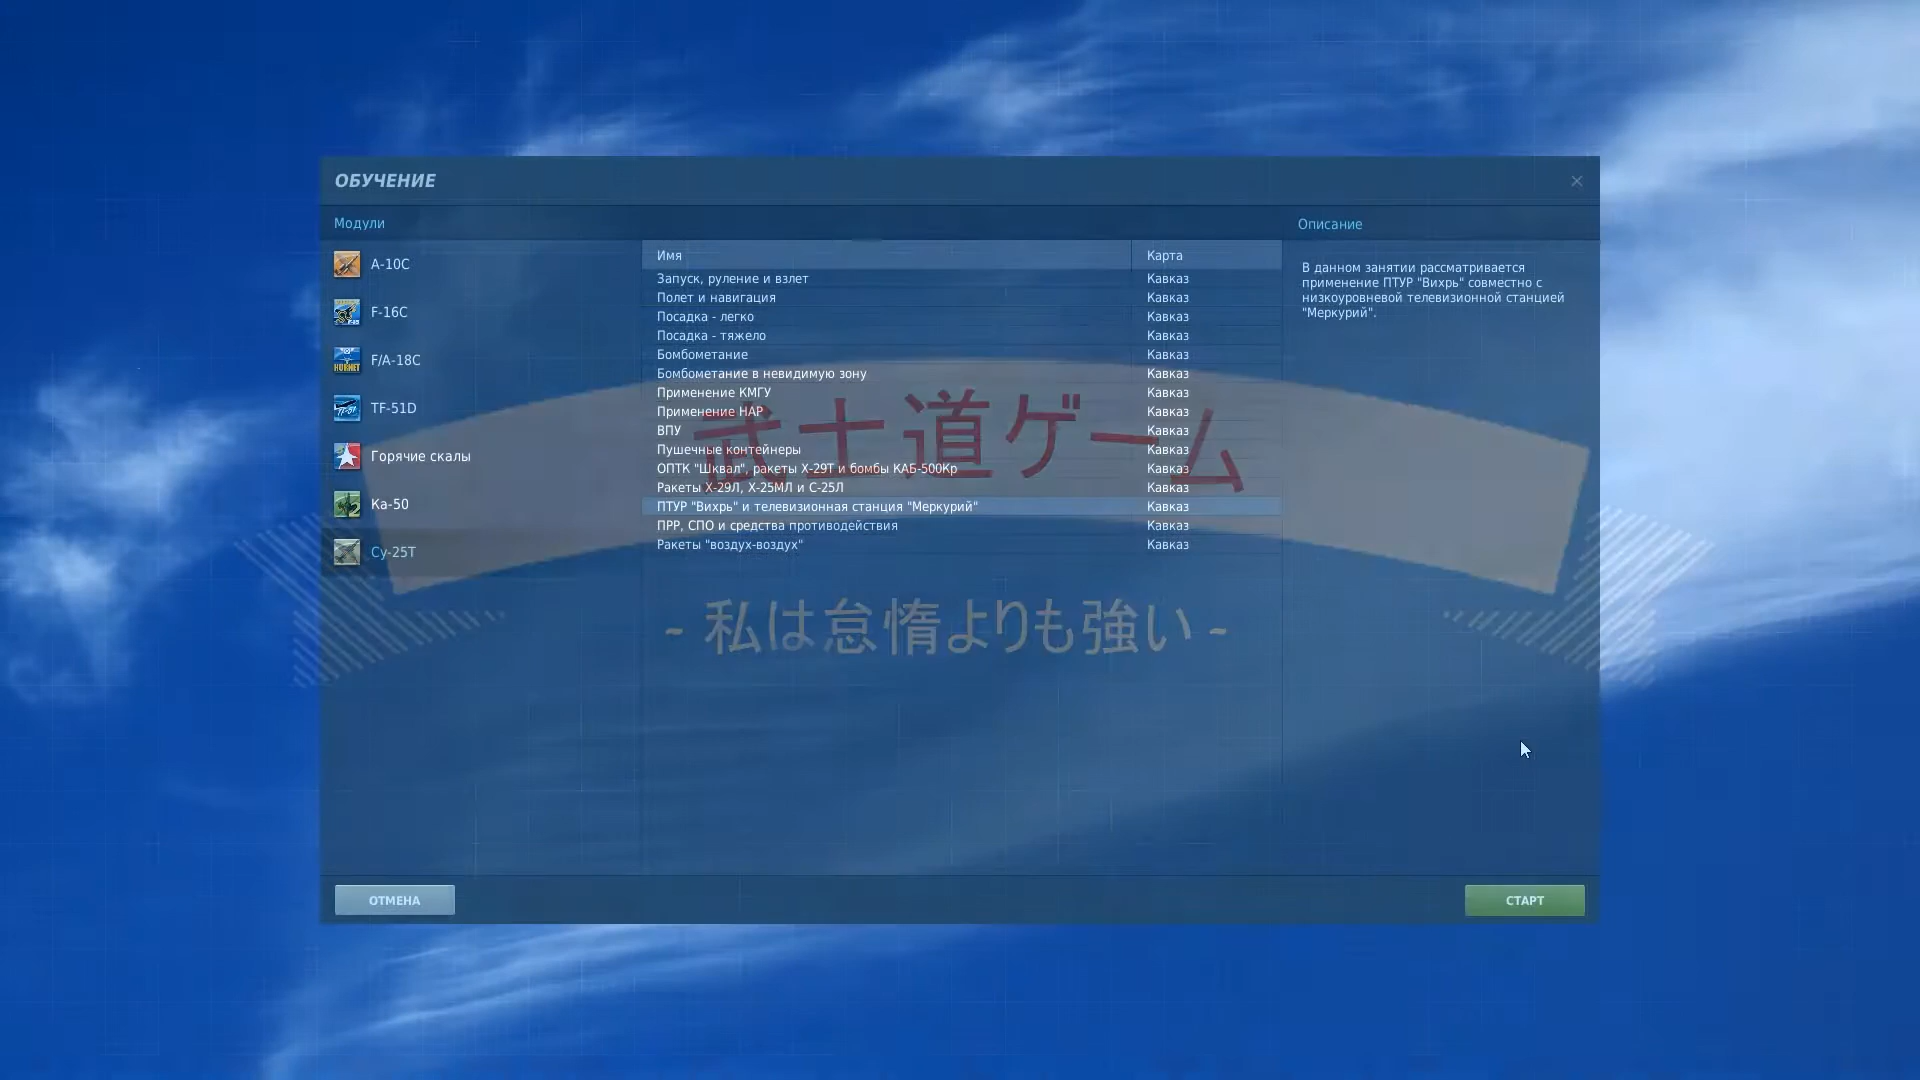 ОБУЧЕНИЕ
Модули
Описание
A-10C
F-16C
F/A-18C
TF-51D
Горячие скалы
Ка-50
Су-25Т
Имя Карта
Запуск, руление и взлет Кавказ
Полет и навигация Кавказ
Посадка - легко Кавказ
Посадка - тяжело Кавказ
Бомбометание Кавказ
Бомбометание в невидимую зону Кавказ
Применение КМГУ Кавказ
Применение НАР Кавказ
ВПУ Кавказ
Пушечные контейнеры Кавказ
ОПТК "Шквал", ракеты Х-29Т и бомбы КАБ-500Кр Кавказ
Ракеты Х-29Л, Х-25МЛ и С-25Л Кавказ
ПТУР "Вихрь" и телевизионная станция "Меркурий" Кавказ
ПРР, СПО и средства противодействия Кавказ
Ракеты "воздух-воздух" Кавказ
В данном занятии рассматривается
применение ПТУР "Вихрь" совместно с
низкоуровневой телевизионной станцией
"Меркурий".
武士道ゲーム
- 私は怠惰よりも強い -
ОТМЕНА
СТАРТ